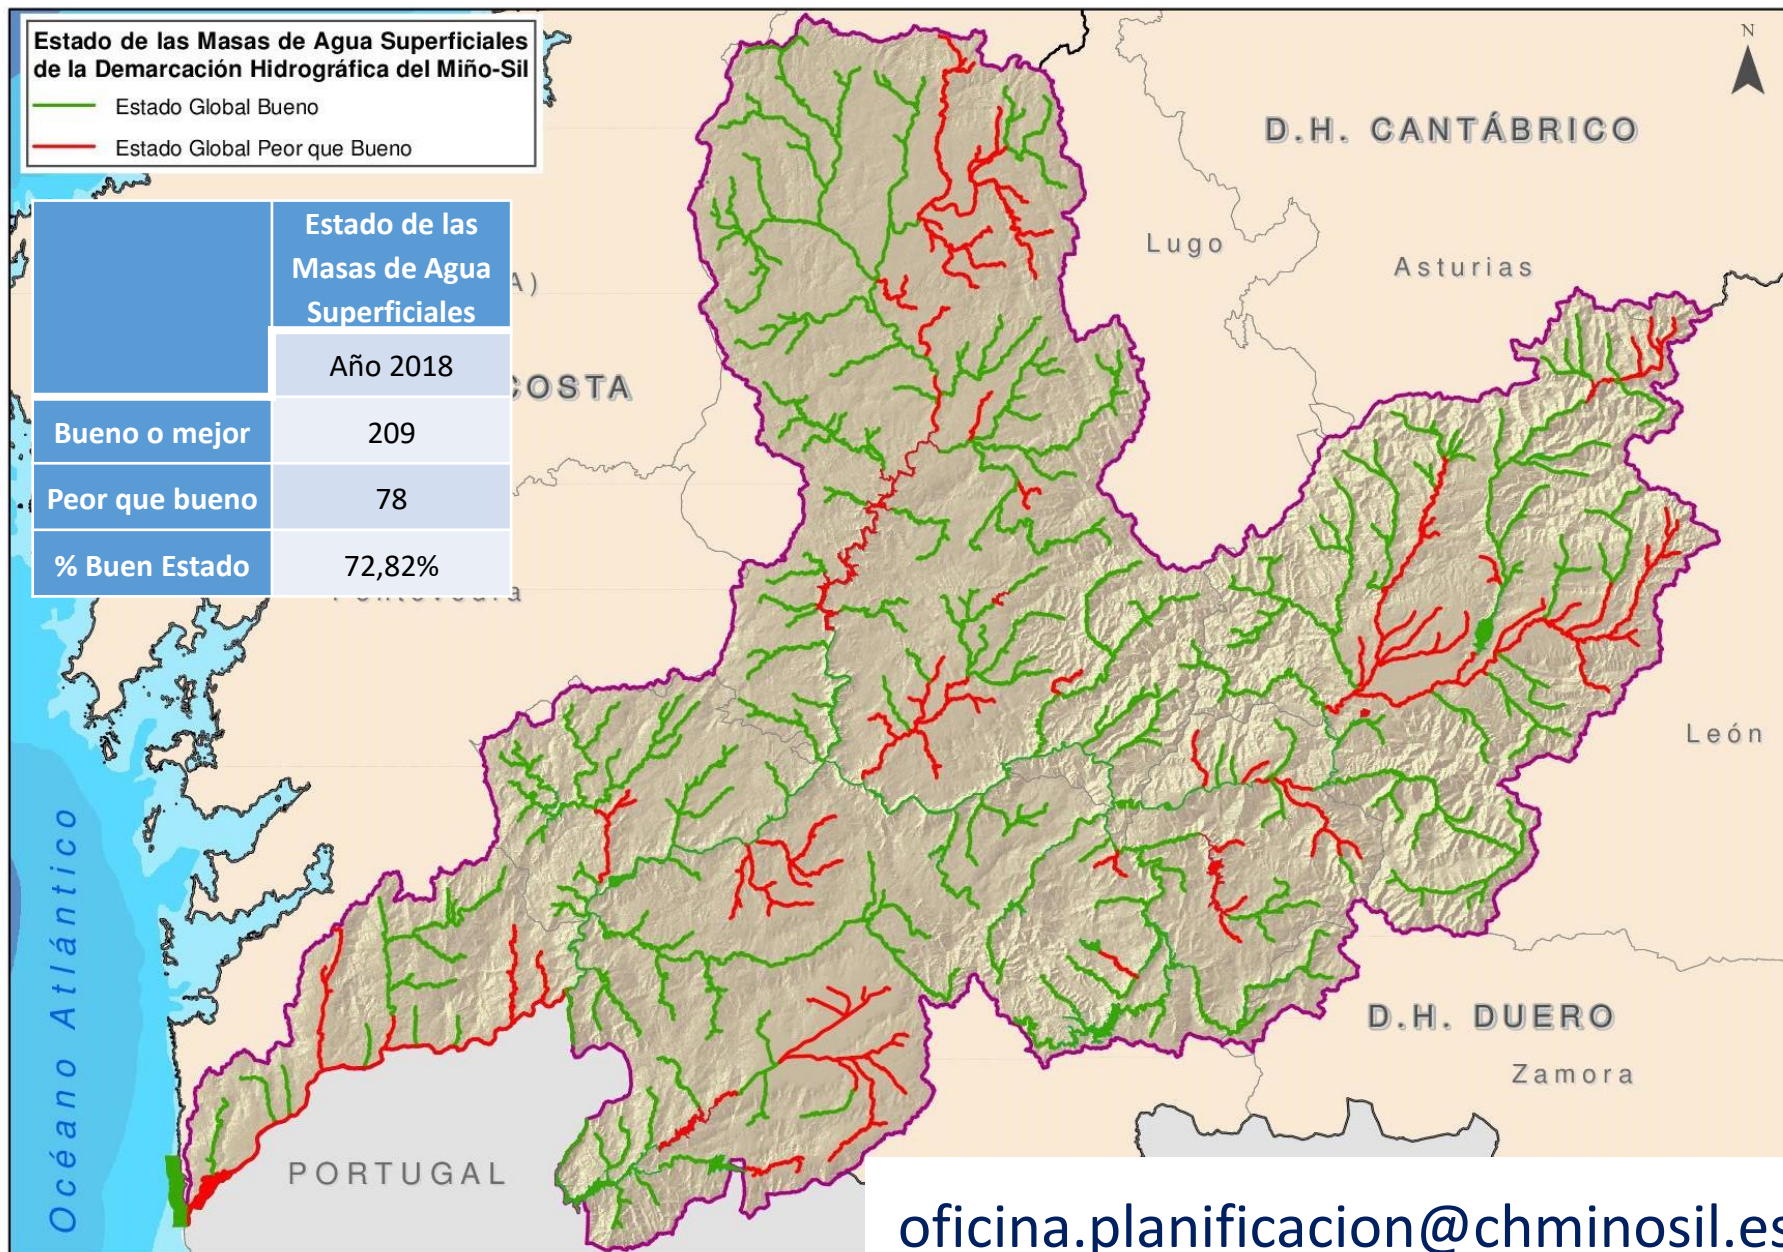 Estado de las Masas de Agua Superficiales
de la Demarcación Hidrográfica del Miño-Sil
Estado Global Bueno
Estado Global Peor que Bueno
N
D.H. CANTÁBRICO
Lugo
Asturias
Estado de las
Masas de Agua
Superficiales
A)
Año 2018
COSTA
Bueno o mejor 209
Peor que bueno 78
% Buen Estado 72,82%
Pontevedra
León
Océano Atlántico
D.H. DUERO
Zamora
PORTUGAL
oficina.planificacion@chminosil.es